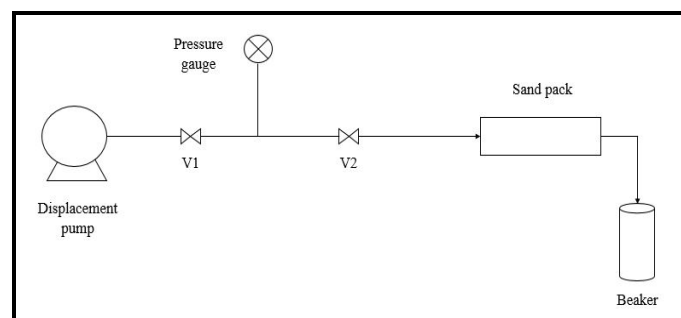 Pressure
gauge
Sand pack
V1
V2
Displacement
pump
Beaker